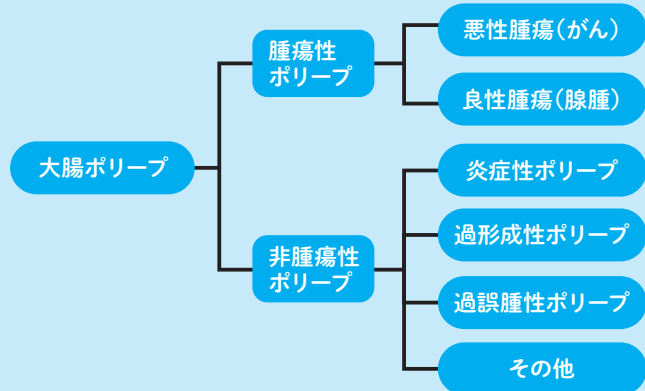 大腸ポリープ
腫瘍性
ポリープ
悪性腫瘍（がん）
良性腫瘍（腺腫）
非腫瘍性
ポリープ
炎症性ポリープ
過形成性ポリープ
過誤腫性ポリープ
その他